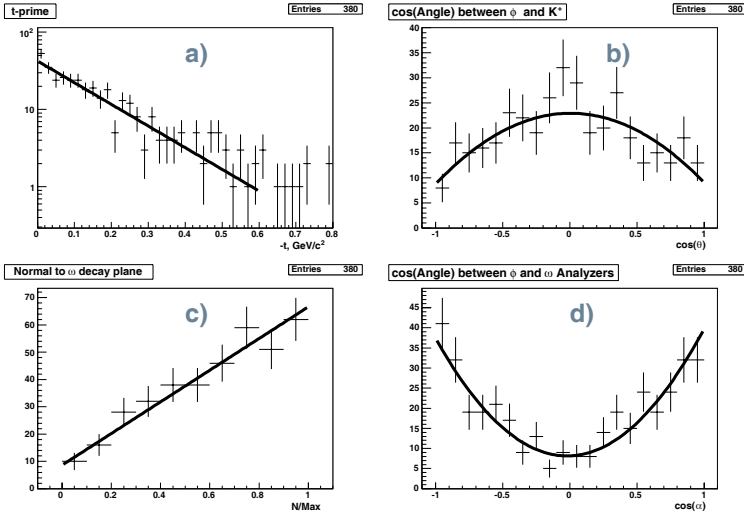 t-prime
Entries 380
a)
10²
10
1
0 0.1 0.2 0.3 0.4 0.5 0.6 0.7 0.8
-t, GeV/c²
cos(Angle between ϕ and K⁺
Entries 380
b)
40
35
30
25
20
15
10
5
0
-1 -0.5 0 0.5 1
cos(θ)
Normal to ω decay plane
Entries 380
c)
70
60
50
40
30
20
10
0
0 0.2 0.4 0.6 0.8 1
N/Max
cos(Angle between ϕ and ω Analyzers
Entries 380
d)
45
40
35
30
25
20
15
10
5
0
-1 -0.5 0 0.5 1
cos(α)